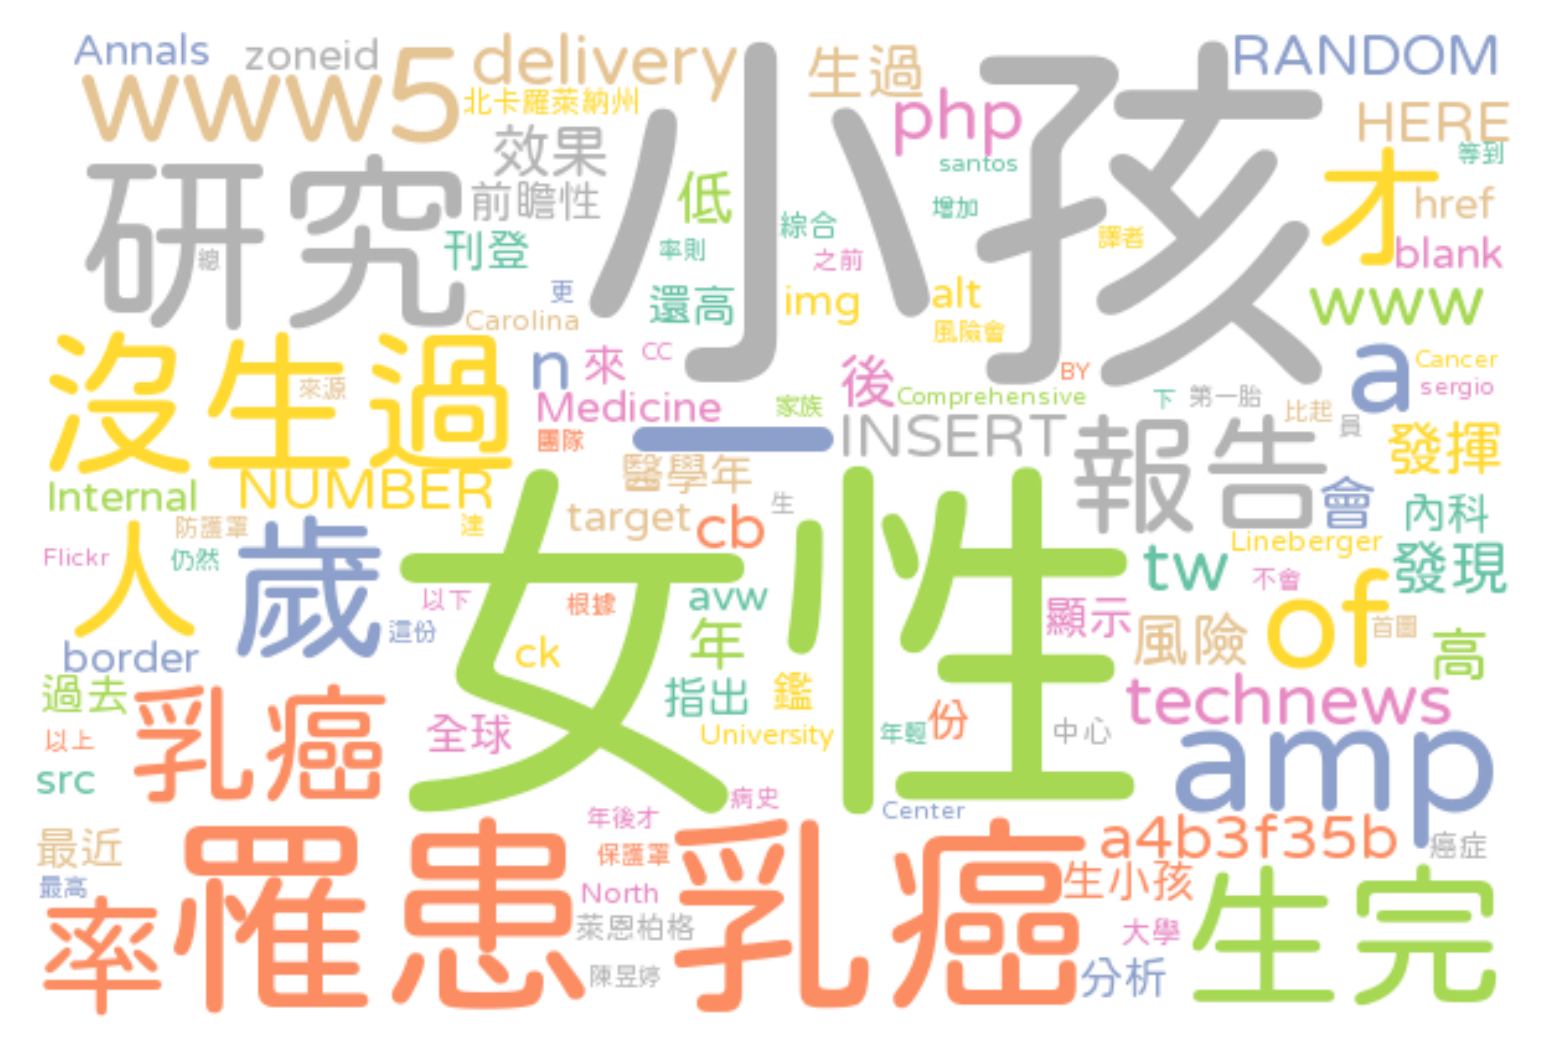 Annals
zoneid
www5
delivery
生過
RANDOM
北卡羅萊納州
php
HERE
小孩
效果
santos
等到
研究
前瞻性
低
才
href
增加
綜合
刊登
率則
之前
譯者
blank
總
更
還高
img
alt
www
Carolina
風險會
沒生過
n
來
CC
後
BY
a
Cancer
來源
sergio
Medicine
家族
Comprehensive
下
第一胎
比起
團隊
一
INSERT
報告
員
發揮
Internal
NUMBER
醫學年
生
會
內科
防護罩
達
target
cb
女性
Lineberger
Flickr
仍然
人
歲
tw
不會
發現
以下
根據
avw
顯示
of
這份
年
風險
首圖
border
ck
高
過去
乳癌
指出
鑑
technews
以上
全球
University
年輕
份
中心
src
amp
病史
年後才
Center
最近
罹患
保護罩
乳癌
a4b3f35b
癌症
最高
North
生小孩
生完
率
萊恩柏格
大學
陳昱婷
分析